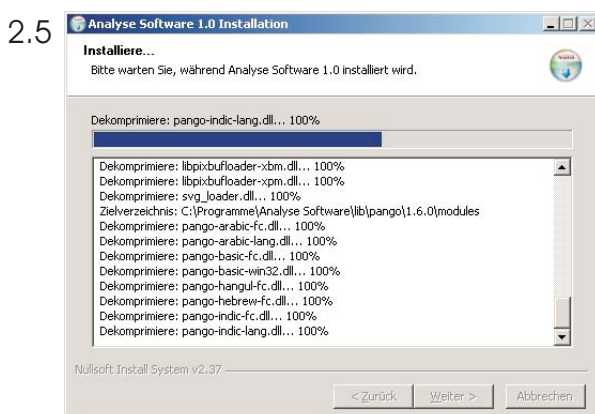 2.5
Analyse Software 1.0 Installation
Installiere...
Bitte warten Sie, während Analyse Software 1.0 installiert wird.
Dekomprimiere: pango-indic-lang.dll... 100%
Dekomprimiere: libpixbufloader-xbm.dll... 100%
Dekomprimiere: libpixbufloader-xpm.dll... 100%
Dekomprimiere: svg_loader.dll... 100%
Zielverzeichnis: C:\Programme\Analyse Software\lib\pango\1.6.0\modules
Dekomprimiere: pango-arabic-fc.dll... 100%
Dekomprimiere: pango-arabic-lang.dll... 100%
Dekomprimiere: pango-basic-fc.dll... 100%
Dekomprimiere: pango-basic-win32.dll... 100%
Dekomprimiere: pango-hangul-fc.dll... 100%
Dekomprimiere: pango-hebrew-fc.dll... 100%
Dekomprimiere: pango-indic-fc.dll... 100%
Dekomprimiere: pango-indic-lang.dll... 100%
Nullsoft Install System v2.37
< Zurück Weiter > Abbrechen